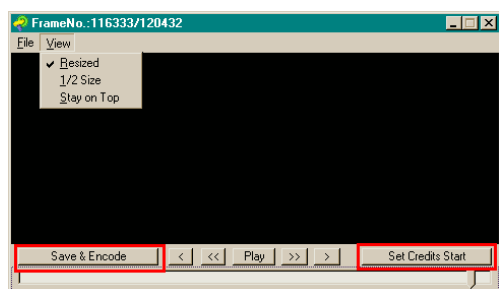 FrameNo.:116333/120432
File View
✔ Resized
1/2 Size
Stay on Top
Save & Encode < << Play >> > Set Credits Start